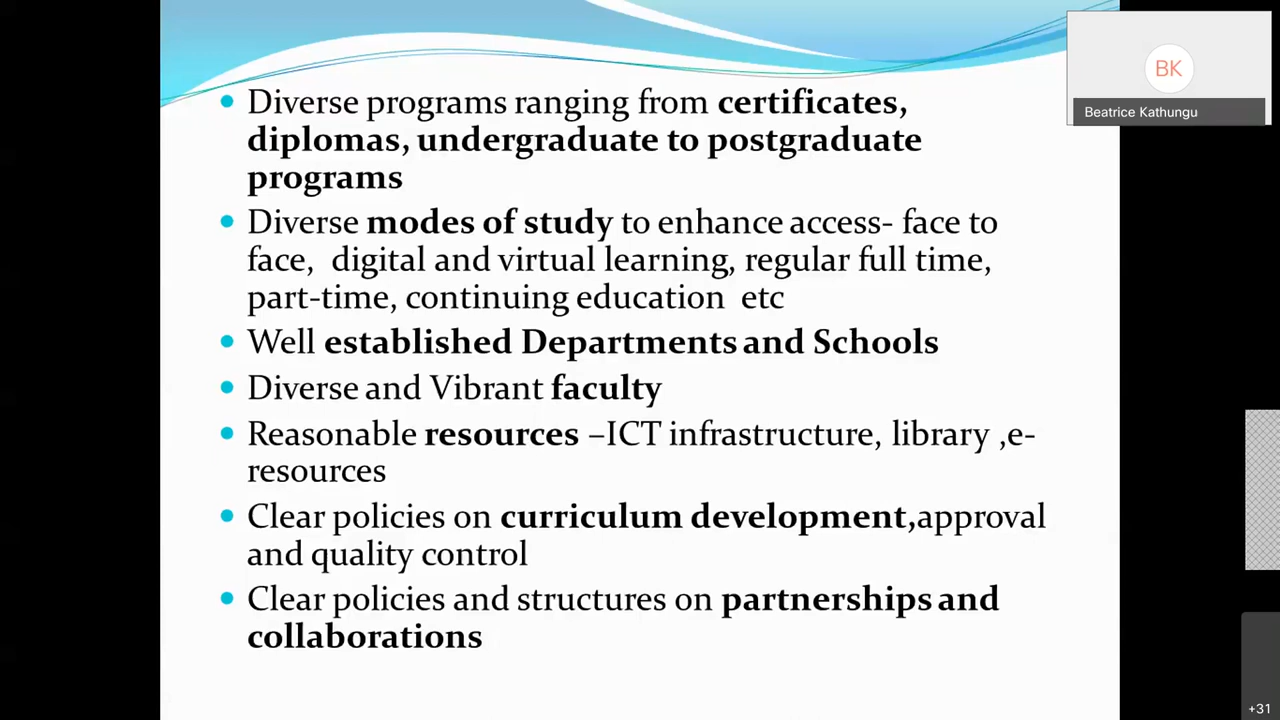 Diverse programs ranging from certificates,
diplomas, undergraduate to postgraduate
programs
Diverse modes of study to enhance access- face to
face, digital and virtual learning, regular full time,
part-time, continuing education etc
Well established Departments and Schools
Diverse and Vibrant faculty
Reasonable resources –ICT infrastructure, library ,e-
resources
Clear policies on curriculum development,approval
and quality control
Clear policies and structures on partnerships and
collaborations
BK
Beatrice Kathungu
+31